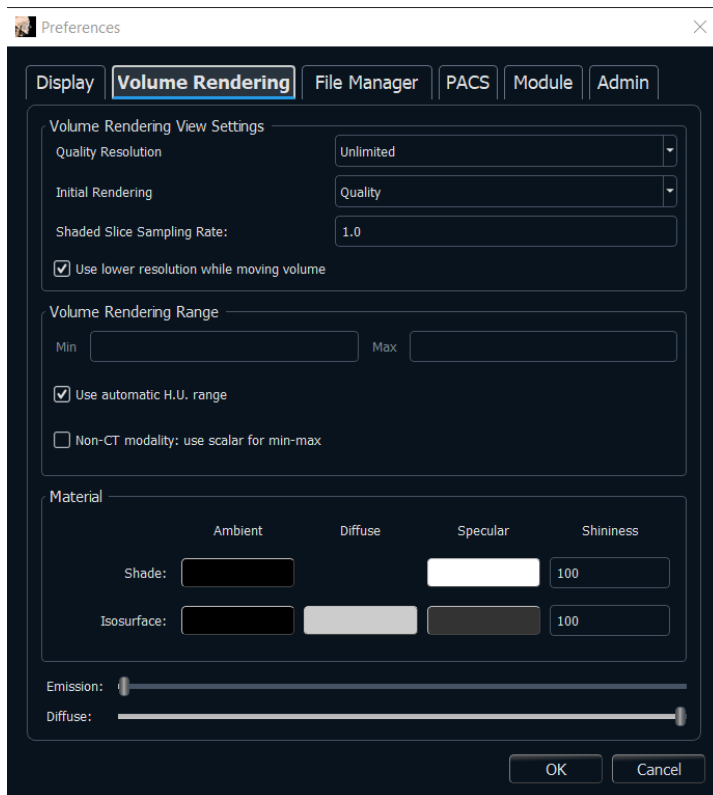 Preferences
Display Volume Rendering File Manager PACS Module Admin
Volume Rendering View Settings
Quality Resolution Unlimited
Initial Rendering Quality
Shaded Slice Sampling Rate: 1.0
Use lower resolution while moving volume
Volume Rendering Range
Min Max
Use automatic H.U. range
Non-CT modality: use scalar for min-max
Material
Ambient Diffuse Specular Shininess
Shade: 100
Isosurface: 100
Emission:
Diffuse:
OK Cancel